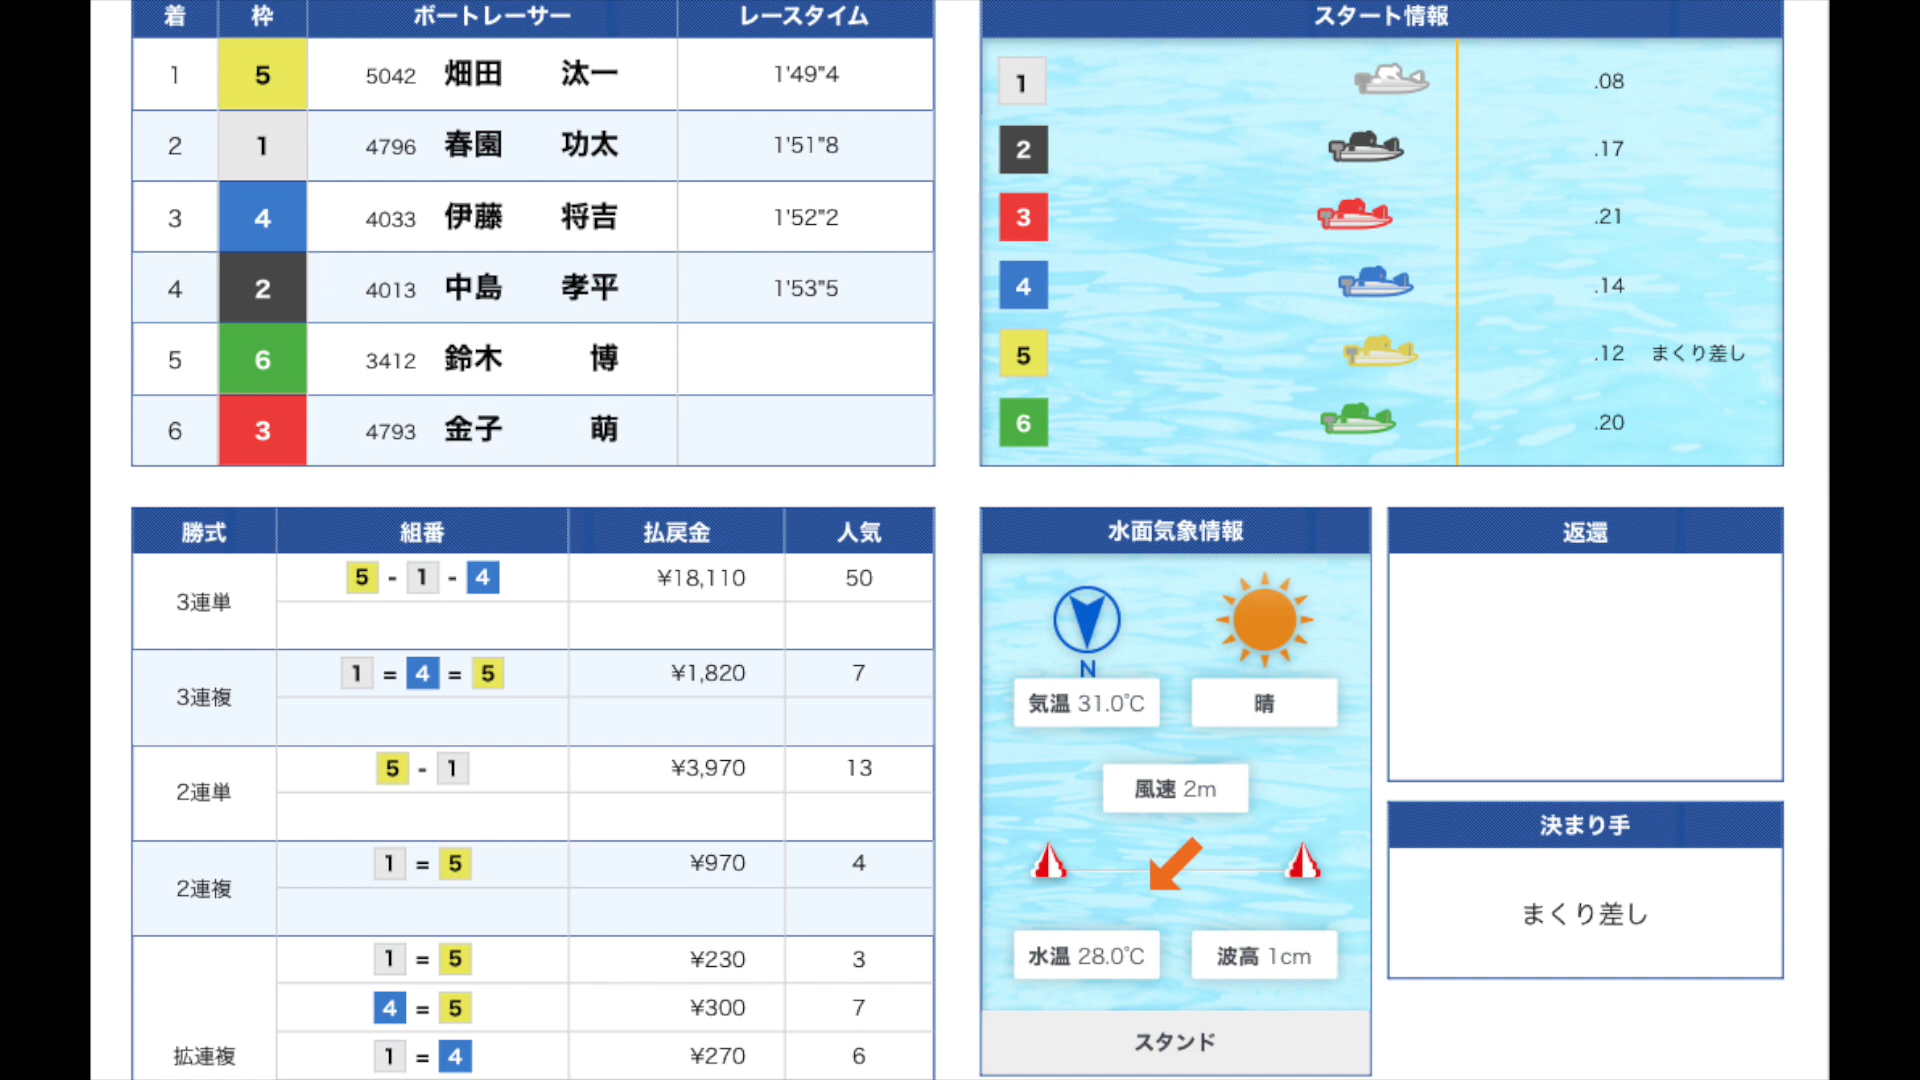 着 枠 ボートレーサー レースタイム
1 5 5042 畑田 汰一 1'49"4
2 1 4796 春園 功太 1'51"8
3 4 4033 伊藤 将吉 1'52"2
4 2 4013 中島 孝平 1'53"5
5 6 3412 鈴木 博
6 3 4793 金子 萌
スタート情報
1 .08
2 .17
3 .21
4 .14
5 .12 まくり差し
6 .20
勝式 組番 払戻金 人気
3連単 5 - 1 - 4 ¥18,110 50
3連複 1 = 4 = 5 ¥1,820 7
2連単 5 - 1 ¥3,970 13
2連複 1 = 5 ¥970 4
拡連複 1 = 5 ¥230 3
4 = 5 ¥300 7
1 = 4 ¥270 6
水面気象情報
N
気温 31.0℃ 晴
風速 2m
水温 28.0℃ 波高 1cm
スタンド
返還
決まり手
まくり差し